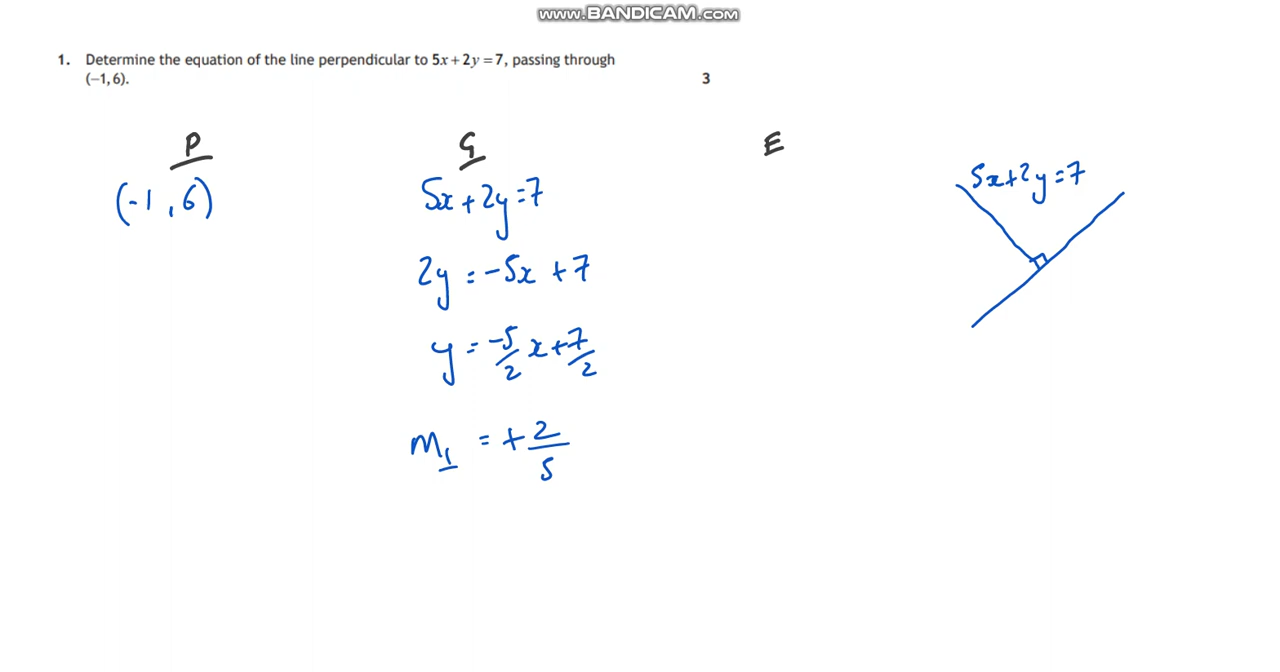 www.BANDICAM.com
1. Determine the equation of the line perpendicular to 5x + 2y = 7, passing through
(−1, 6).
3
P
(-1, 6)
G
5x + 2y = 7
2y = -5x + 7
y = -5/2 x + 7/2
m⊥ = + 2/5
E
5x + 2y = 7